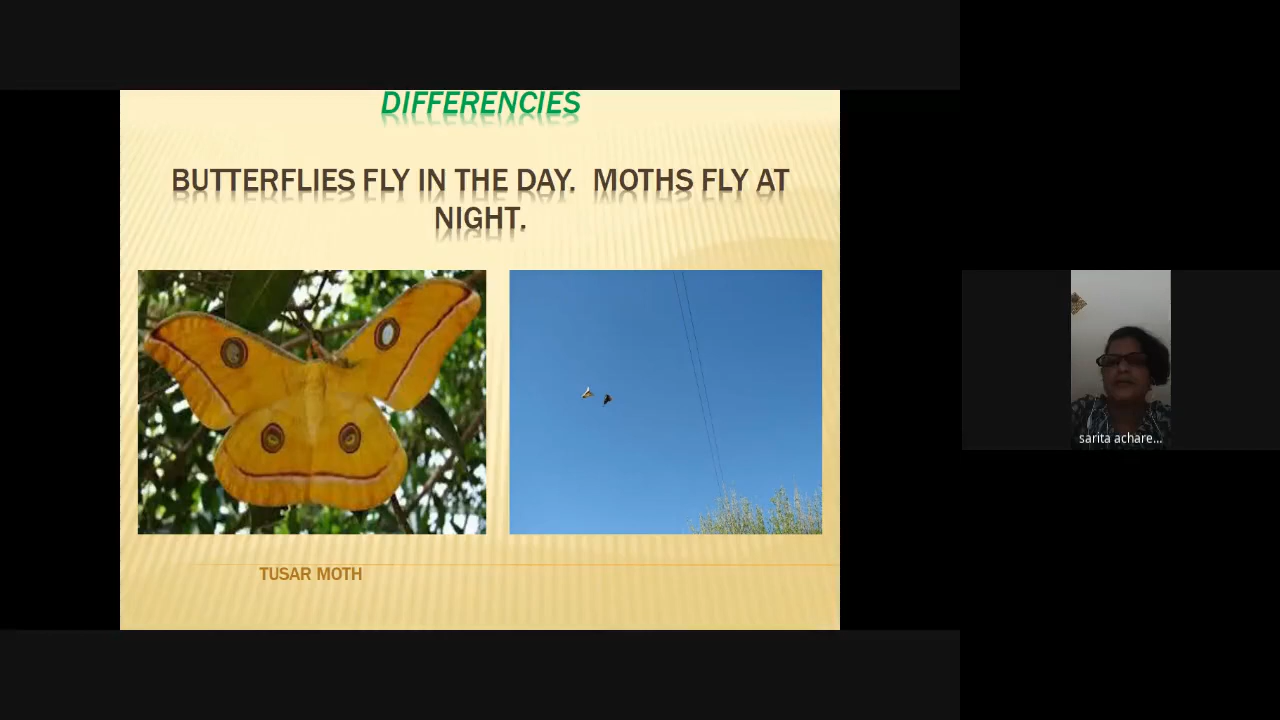 DIFFERENCIES
BUTTERFLIES FLY IN THE DAY. MOTHS FLY AT
NIGHT.
TUSAR MOTH
sarita achare...